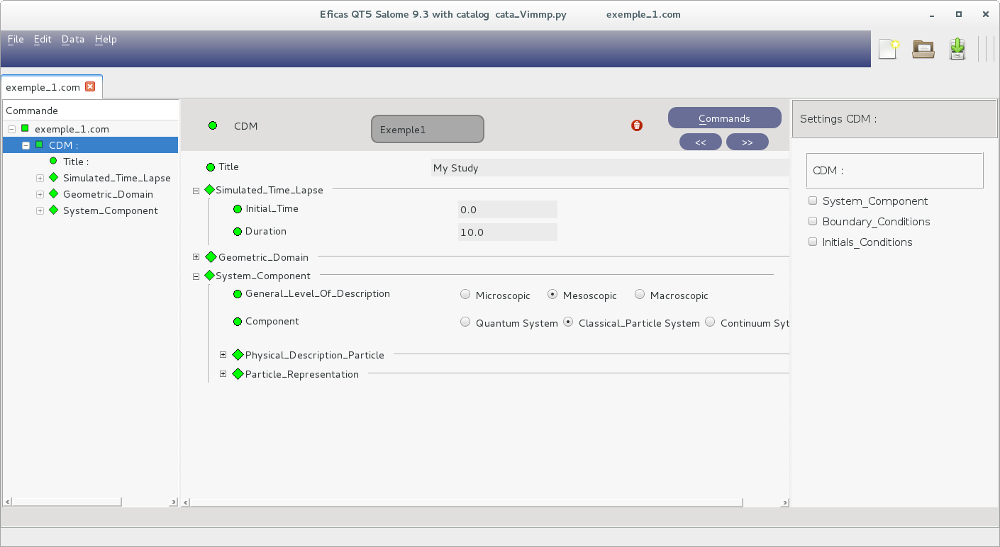 Eficas QT5 Salome 9.3 with catalog cata_Vimmp.py exemple_1.com
File Edit Data Help
exemple_1.com
Commande
exemple_1.com
CDM :
Title :
Simulated_Time_Lapse
Geometric_Domain
System_Component
CDM
Exemple1
Commands
<< >>
Title My Study
Simulated_Time_Lapse
Initial_Time 0.0
Duration 10.0
Geometric_Domain
System_Component
General_Level_Of_Description Microscopic Mesoscopic Macroscopic
Component Quantum System Classical_Particle System Continuum Syt
Physical_Description_Particle
Particle_Representation
Settings CDM :
CDM :
System_Component
Boundary_Conditions
Initials_Conditions